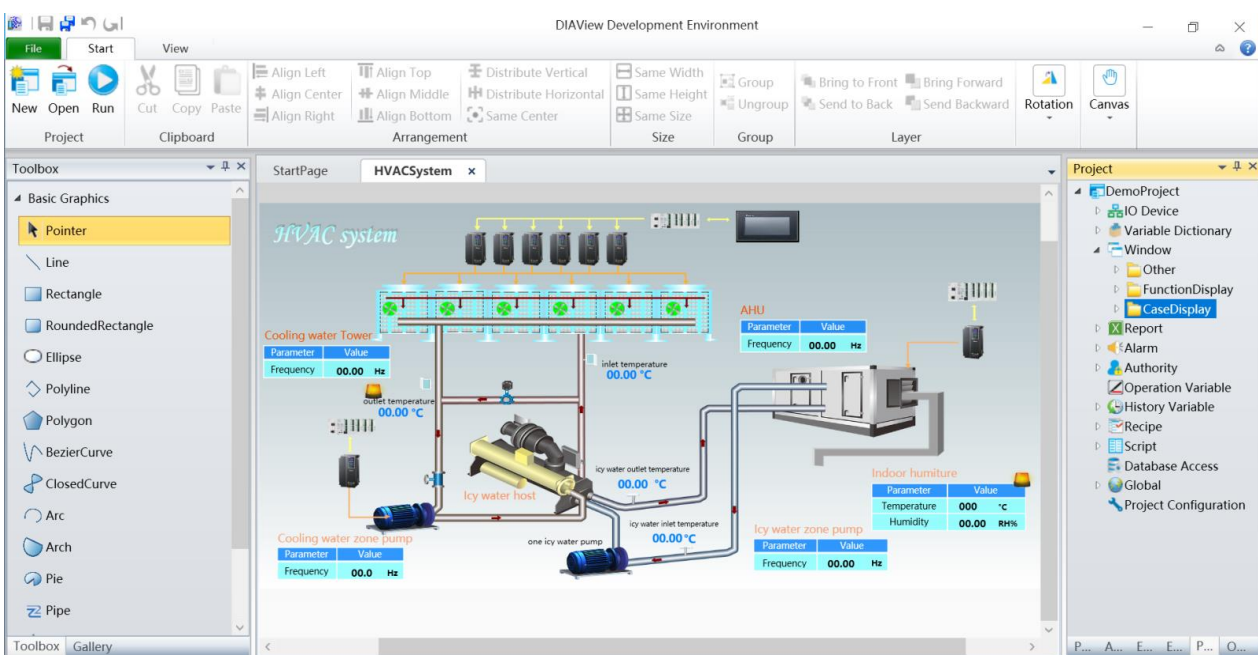 DIAView Development Environment
File
Start
View
New
Open
Run
Project
Cut
Copy
Paste
Clipboard
Align Left
Align Top
Distribute Vertical
Align Center
Align Middle
Distribute Horizontal
Align Right
Align Bottom
Same Center
Arrangement
Same Width
Same Height
Same Size
Size
Group
Ungroup
Group
Bring to Front
Bring Forward
Send to Back
Send Backward
Layer
Rotation
Canvas
Toolbox
Basic Graphics
Pointer
Line
Rectangle
RoundedRectangle
Ellipse
Polyline
Polygon
BezierCurve
ClosedCurve
Arc
Arch
Pie
Pipe
Toolbox
Gallery
StartPage
HVACSystem
HVAC system
Cooling water Tower
Parameter Value
Frequency 00.00 Hz
outlet temperature
00.00 °C
inlet temperature
00.00 °C
AHU
Parameter Value
Frequency 00.00 Hz
Icy water host
icy water outlet temperature
00.00 °C
icy water inlet temperature
00.00 °C
one icy water pump
Cooling water zone pump
Parameter Value
Frequency 00.0 Hz
Icy water zone pump
Parameter Value
Frequency 00.00 Hz
Indoor humiture
Parameter Value
Temperature 000 °C
Humidity 00.00 RH%
Project
DemoProject
IO Device
Variable Dictionary
Window
Other
FunctionDisplay
CaseDisplay
Report
Alarm
Authority
Operation Variable
History Variable
Recipe
Script
Database Access
Global
Project Configuration
P... A... E... E... P... O...